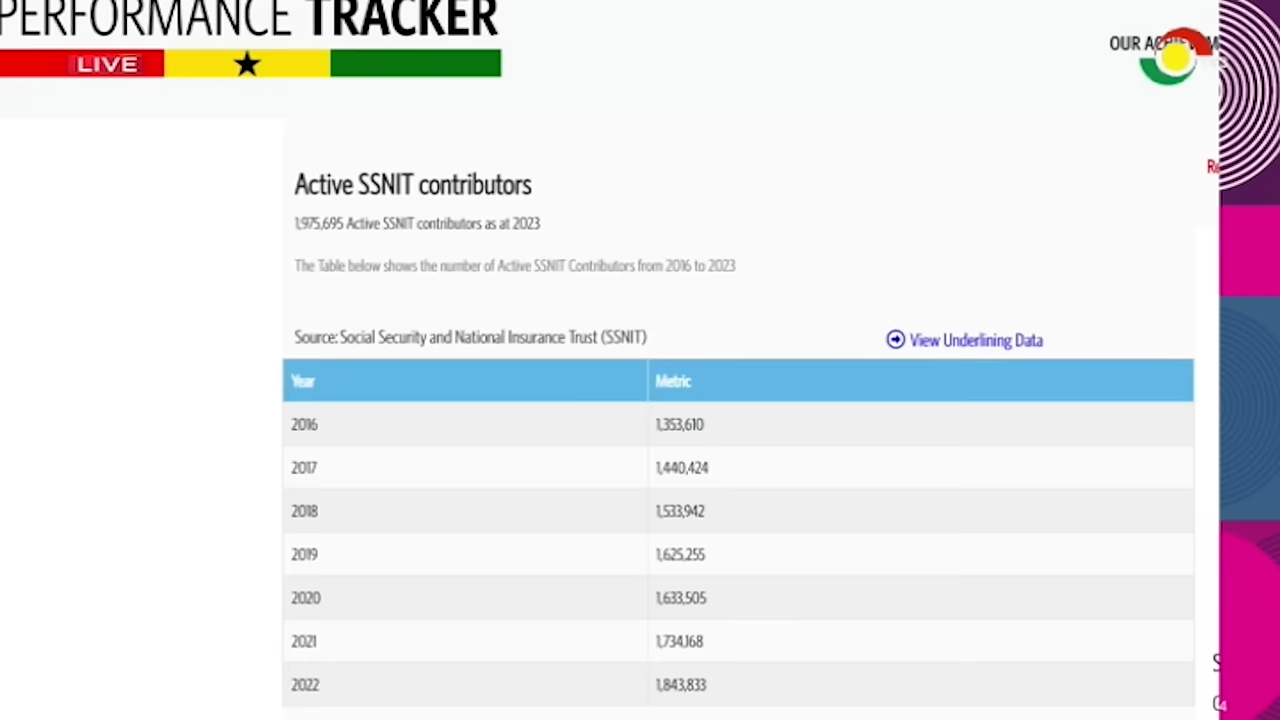 PERFORMANCE TRACKER
LIVE
OUR
Active SSNIT contributors
1,975,695 Active SSNIT contributors as at 2023
The Table below shows the number of Active SSNIT Contributors from 2016 to 2023
Source: Social Security and National Insurance Trust (SSNIT)
View Underlining Data
Year Metric
2016 1,353,610
2017 1,440,424
2018 1,533,942
2019 1,625,255
2020 1,633,505
2021 1,734,168
2022 1,843,833